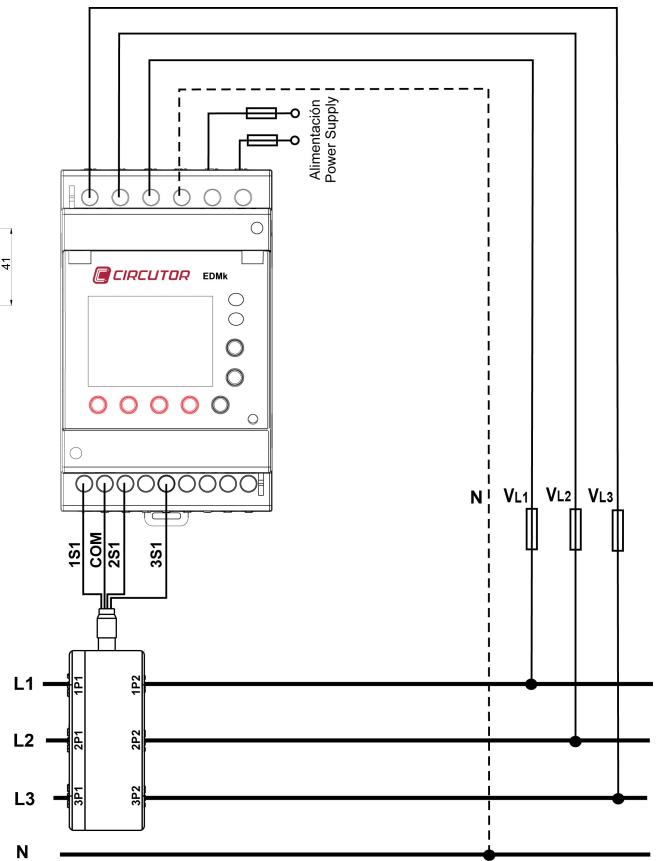 Alimentación
Power Supply
41
CIRCUTOR EDMk
N VL1 VL2 VL3
1S1 COM 2S1 3S1
L1 1P1 1P2
L2 2P1 2P2
L3 3P1 3P2
N